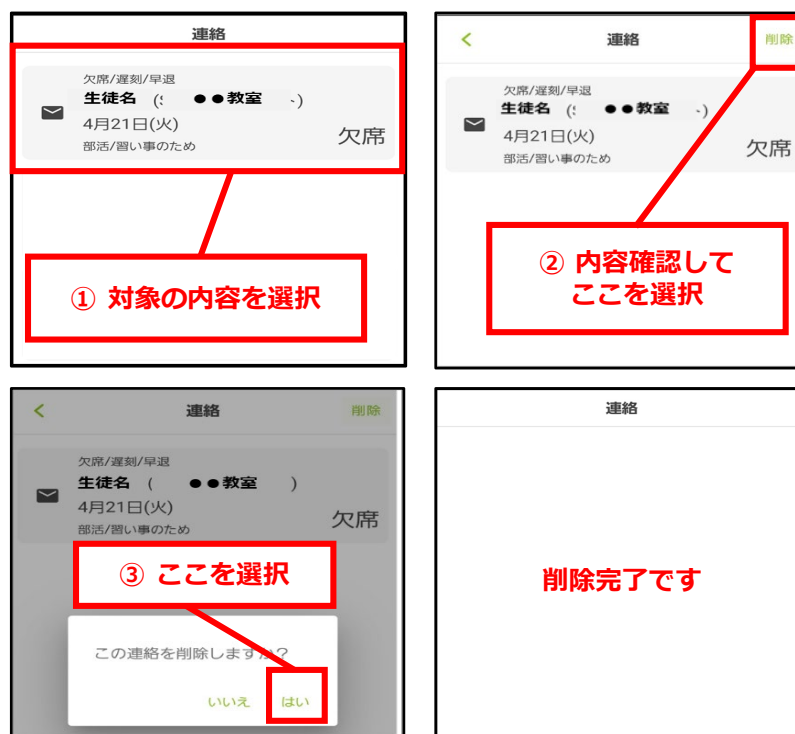 連絡
欠席/遅刻/早退
生徒名 ( ●●教室 )
4月21日(火)
部活/習い事のため
欠席
① 対象の内容を選択
連絡
削除
欠席/遅刻/早退
生徒名 ( ●●教室 )
4月21日(火)
部活/習い事のため
欠席
② 内容確認して
ここを選択
連絡
削除
欠席/遅刻/早退
生徒名 ( ●●教室 )
4月21日(火)
部活/習い事のため
欠席
③ ここを選択
この連絡を削除しますか?
いいえ はい
連絡
削除完了です